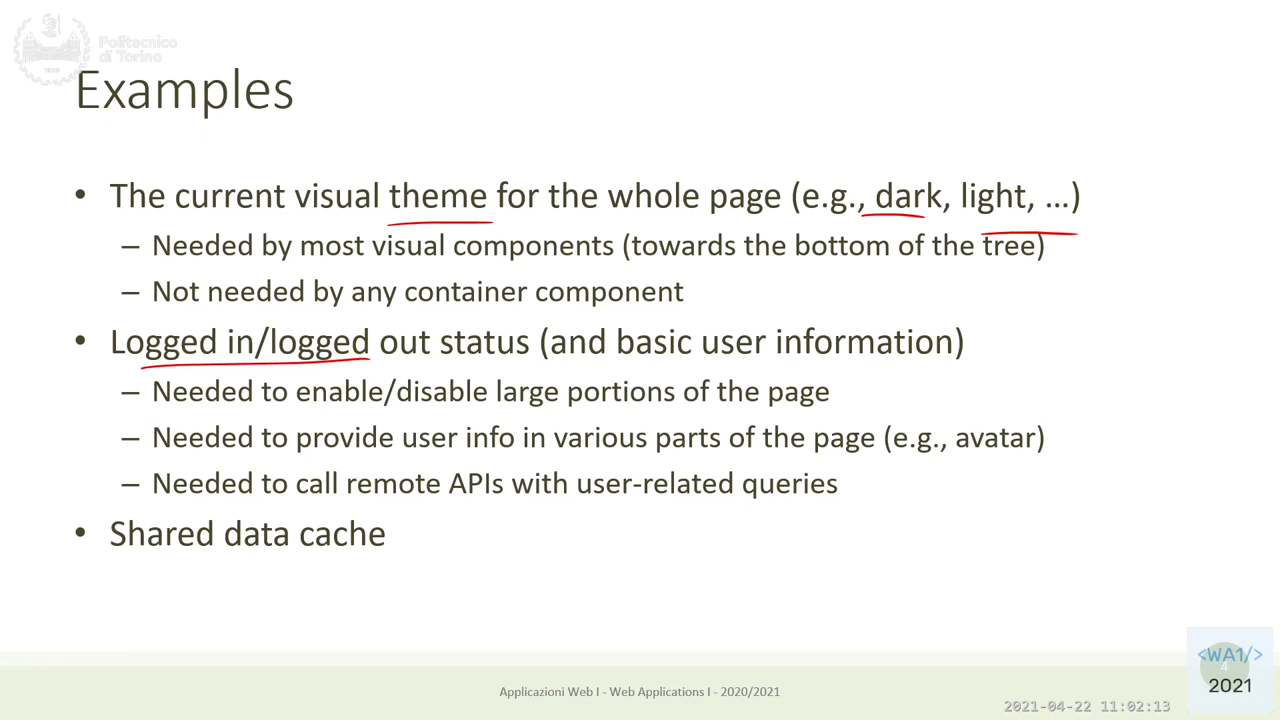 Politecnico
di Torino
Examples
• The current visual theme for the whole page (e.g., dark, light, …)
– Needed by most visual components (towards the bottom of the tree)
– Not needed by any container component
• Logged in/logged out status (and basic user information)
– Needed to enable/disable large portions of the page
– Needed to provide user info in various parts of the page (e.g., avatar)
– Needed to call remote APIs with user-related queries
• Shared data cache
<WA1/>
4
2021
Applicazioni Web I - Web Applications I - 2020/2021
2021-04-22 11:02:13